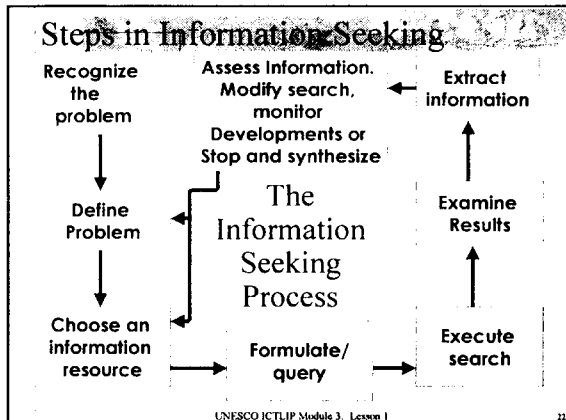 Steps in Information Seeking
Recognize
the
problem
Define
Problem
Choose an
information
resource
Formulate/
query
Execute
search
Examine
Results
Extract
information
Assess Information.
Modify search,
monitor
Developments or
Stop and synthesize
The
Information
Seeking
Process
UNESCO ICTLIP Module 3. Lesson 1
22